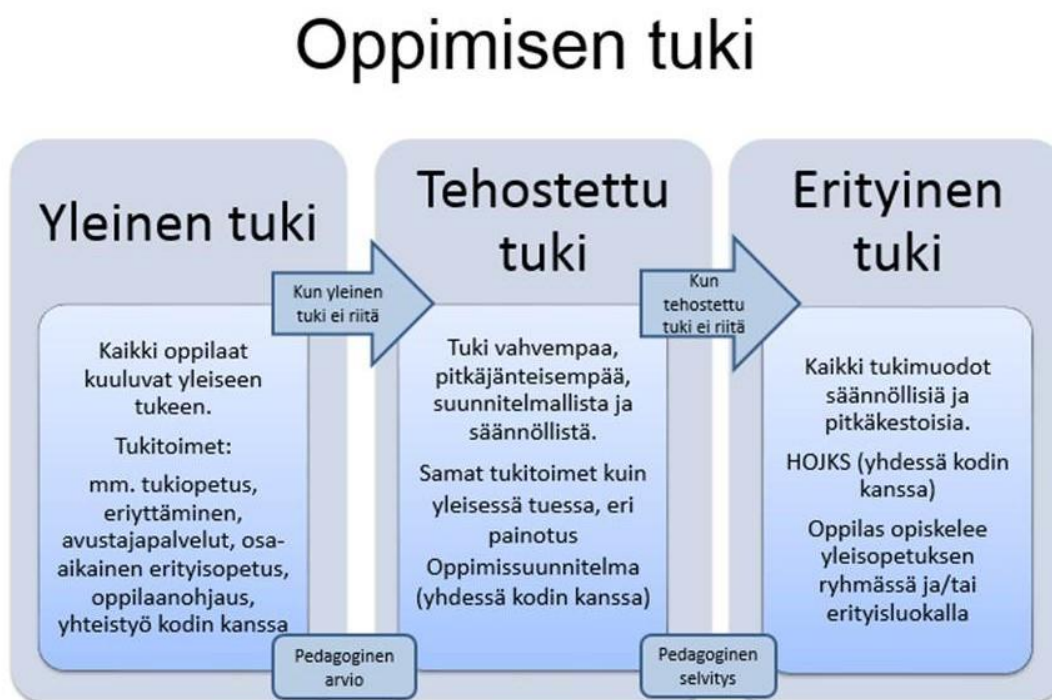 Oppimisen tuki
Yleinen tuki
Kun yleinen
tuki ei riitä
Kaikki oppilaat
kuuluvat yleiseen
tukeen.
Tukitoimet:
mm. tukiopetus,
eriyttäminen,
avustajapalvelut, osa-
aikainen erityisopetus,
oppilaanohjaus,
yhteistyö kodin kanssa
Pedagoginen
arvio
Tehostettu
tuki
Kun
tehostettu
tuki ei riitä
Tuki vahvempaa,
pitkäjänteisempää,
suunnitelmallista ja
säännöllistä.
Samat tukitoimet kuin
yleisessä tuessa, eri
painotus
Oppimissuunnitelma
(yhdessä kodin kanssa)
Pedagoginen
selvitys
Erityinen
tuki
Kaikki tukimuodot
säännöllisiä ja
pitkäkestoisia.
HOJKS (yhdessä kodin
kanssa)
Oppilas opiskelee
yleisopetuksen
ryhmässä ja/tai
erityisluokalla